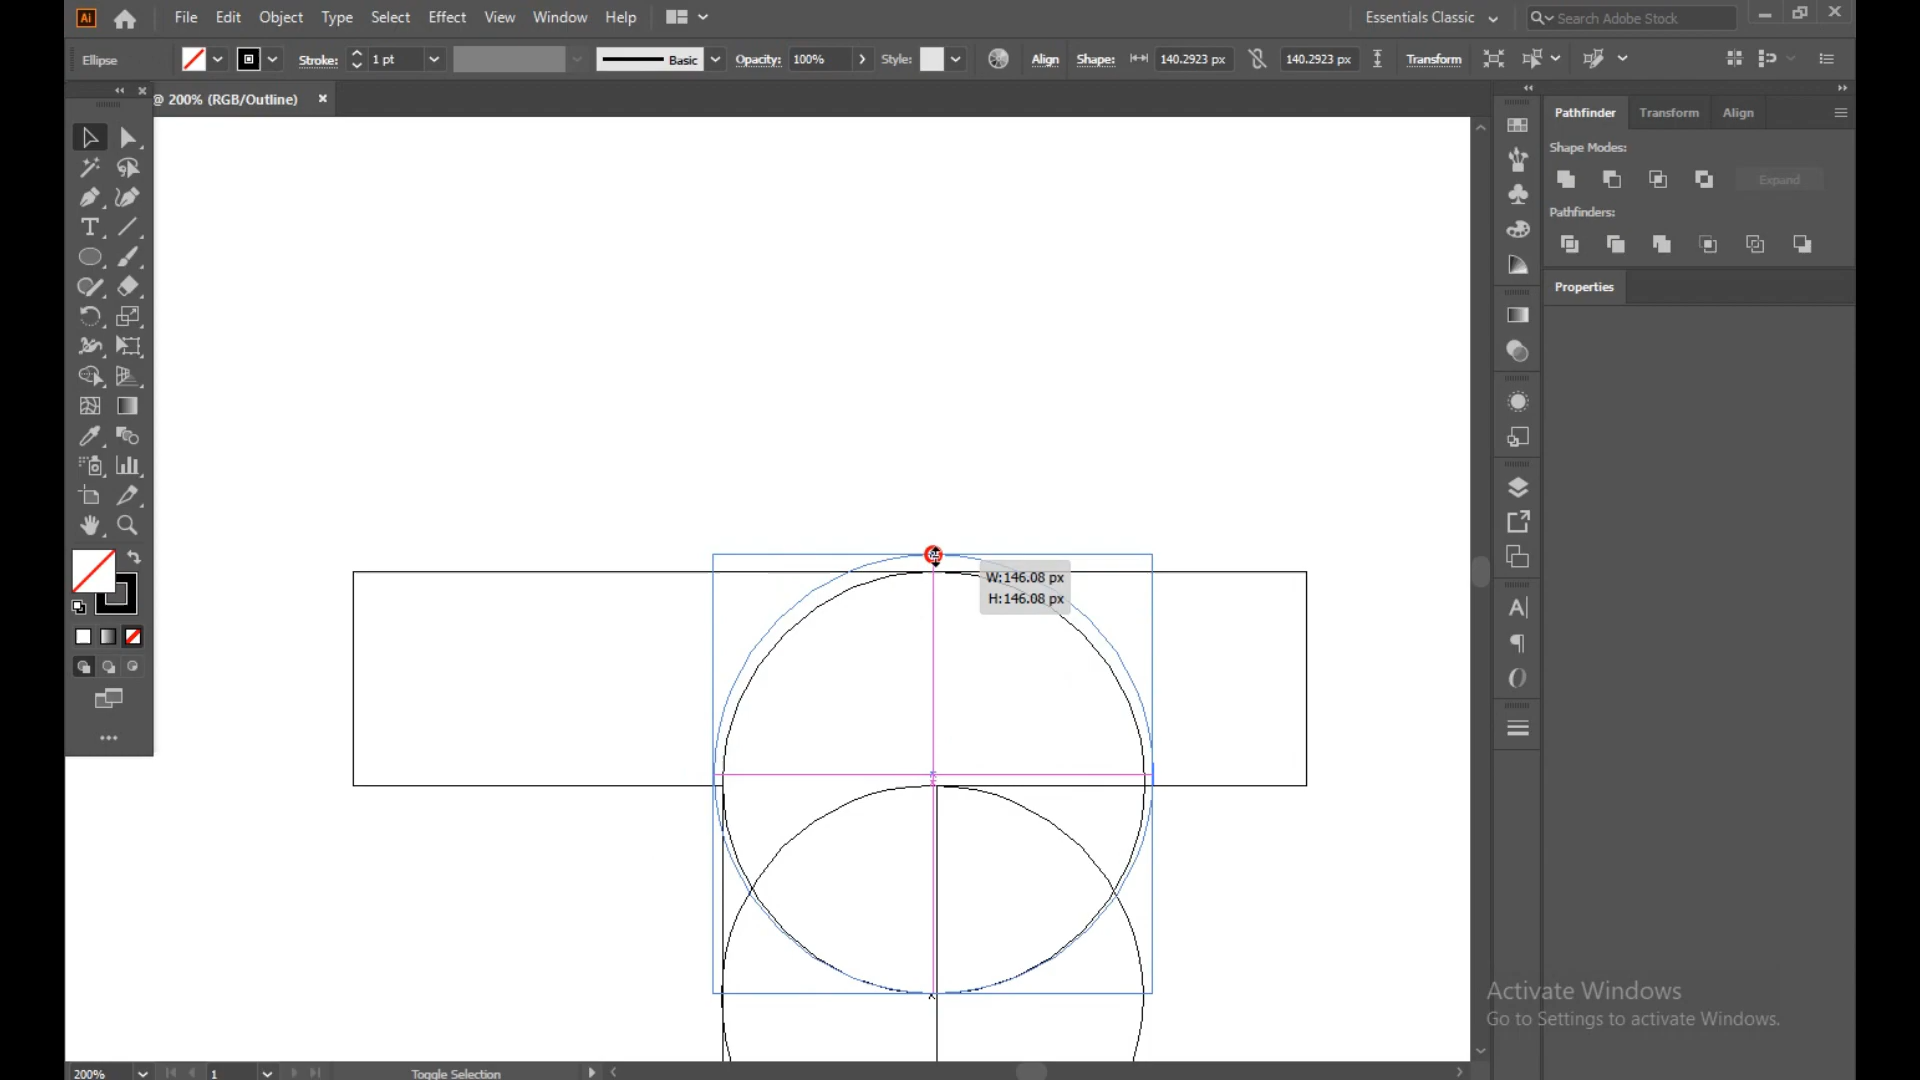 Ai File Edit Object Type Select Effect View Window Help Essentials Classic Search Adobe Stock
Ellipse Stroke: 1 pt Basic Opacity: 100% Style: Align Shape: 140.2923 px 140.2923 px Transform
@ 200% (RGB/Outline)
Pathfinder Transform Align
Shape Modes:
Expand
Pathfinders:
Properties
W:146.08 px
H:146.08 px
Activate Windows
Go to Settings to activate Windows.
200% 1 Toggle Selection